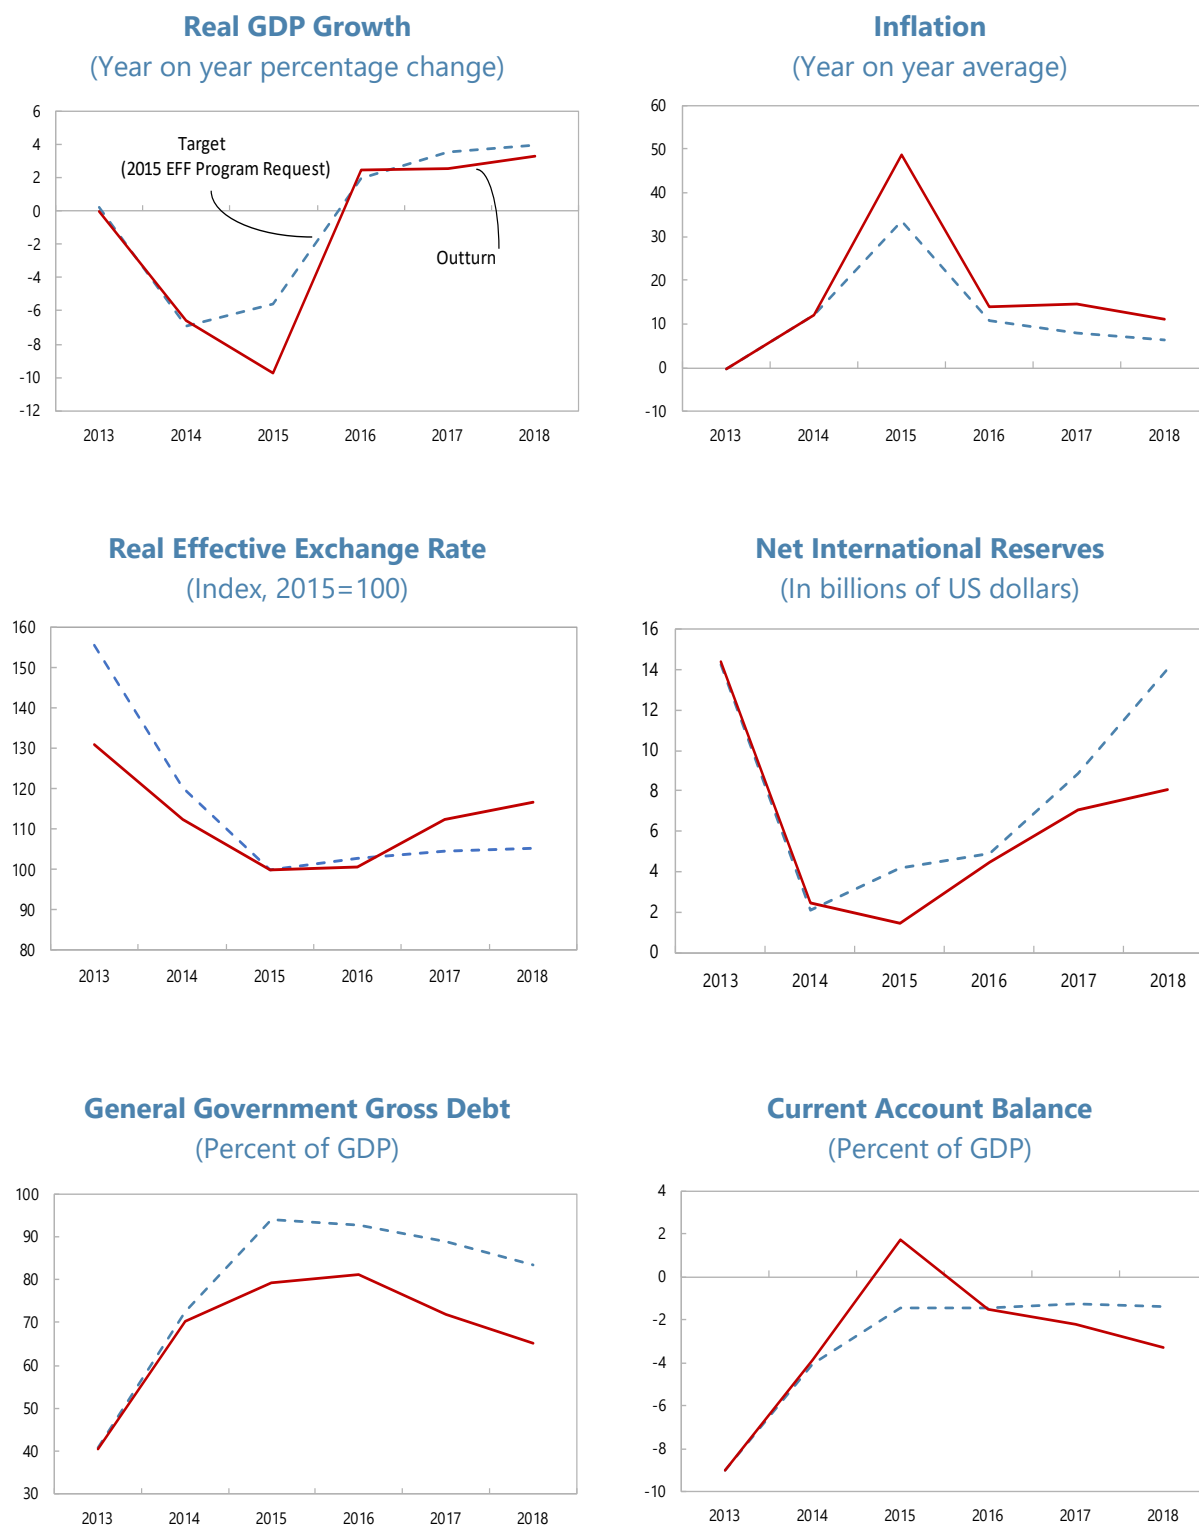 Real GDP Growth
(Year on year percentage change)
6
4
2
0
-2
-4
-6
-8
-10
-12
Target
(2015 EFF Program Request)
Outturn
2013 2014 2015 2016 2017 2018
Inflation
(Year on year average)
60
50
40
30
20
10
0
-10
2013 2014 2015 2016 2017 2018
Real Effective Exchange Rate
(Index, 2015=100)
160
150
140
130
120
110
100
90
80
2013 2014 2015 2016 2017 2018
Net International Reserves
(In billions of US dollars)
16
14
12
10
8
6
4
2
0
2013 2014 2015 2016 2017 2018
General Government Gross Debt
(Percent of GDP)
100
90
80
70
60
50
40
30
2013 2014 2015 2016 2017 2018
Current Account Balance
(Percent of GDP)
4
2
0
-2
-4
-6
-8
-10
2013 2014 2015 2016 2017 2018